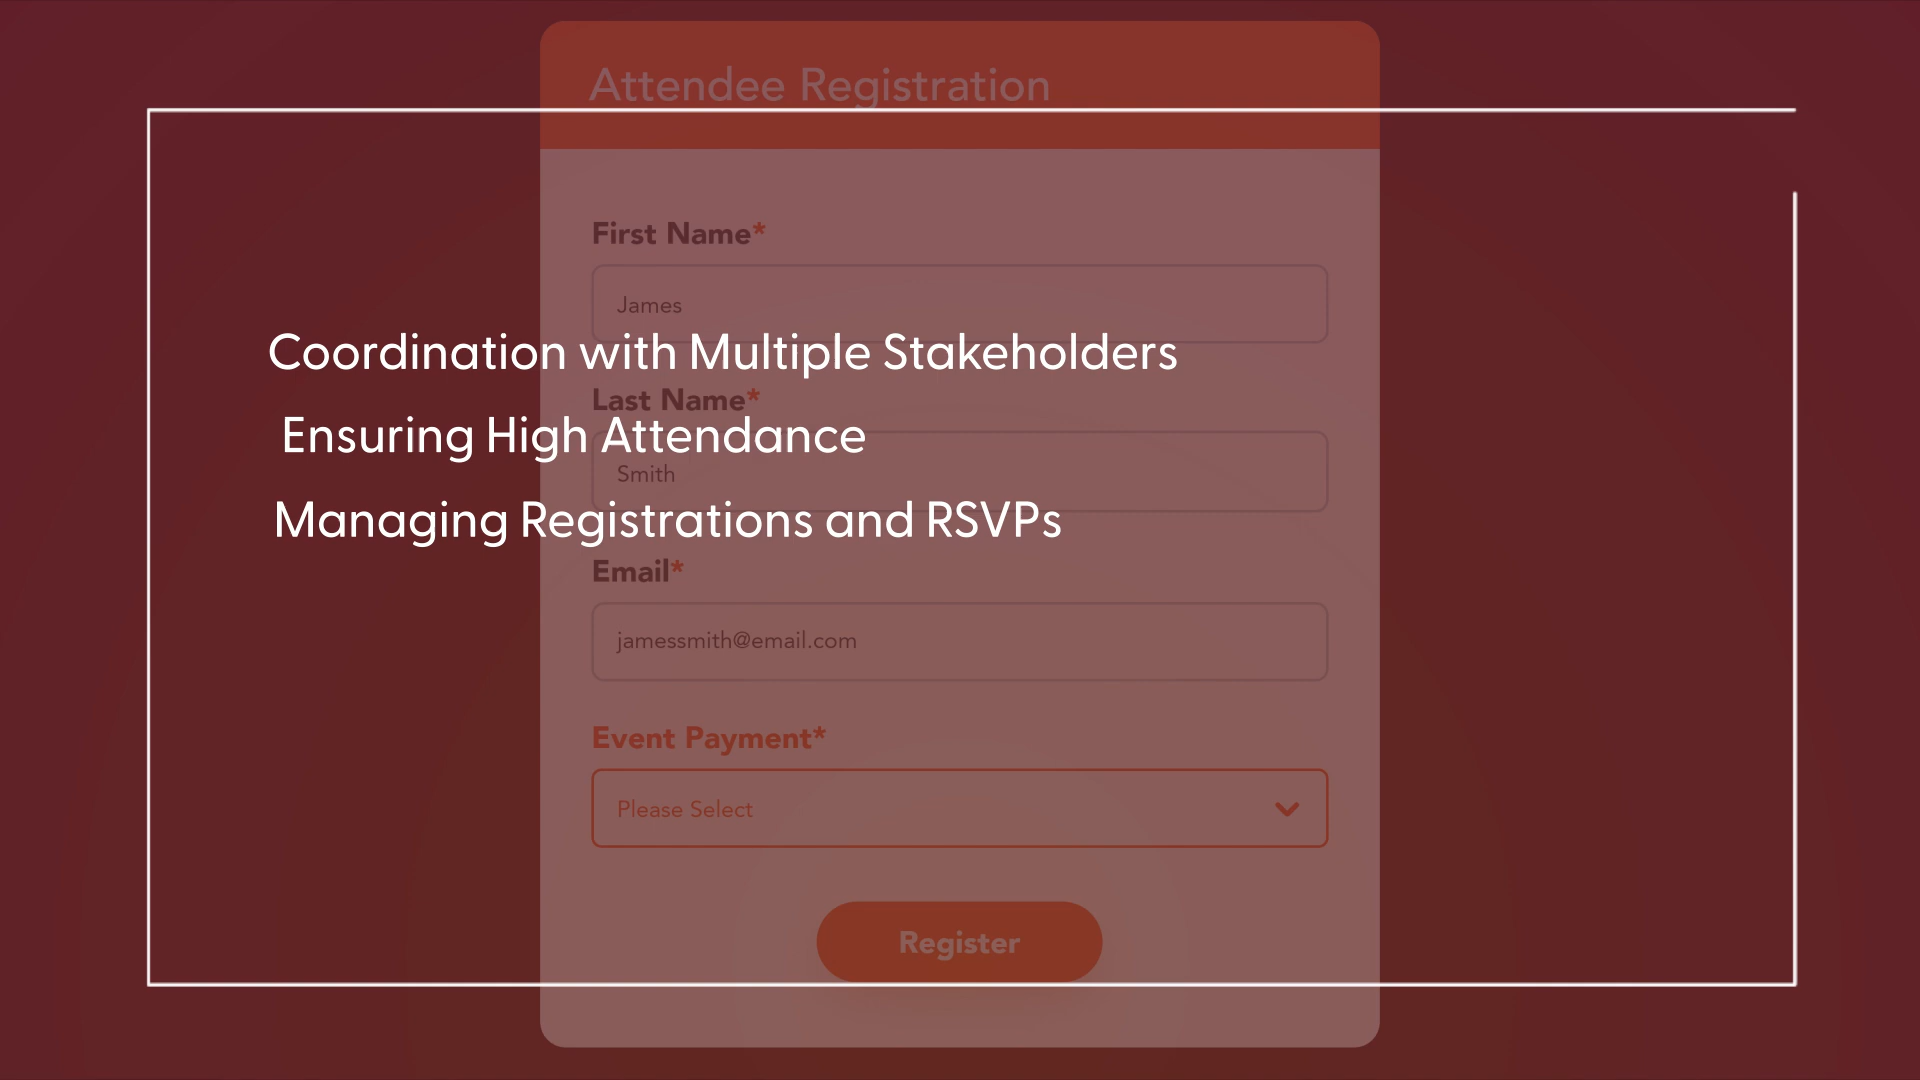 Attendee Registration
First Name*
James
Coordination with Multiple Stakeholders
Last Name*
Ensuring High Attendance
Smith
Managing Registrations and RSVPs
Email*
jamessmith@email.com
Event Payment*
Please Select
Register